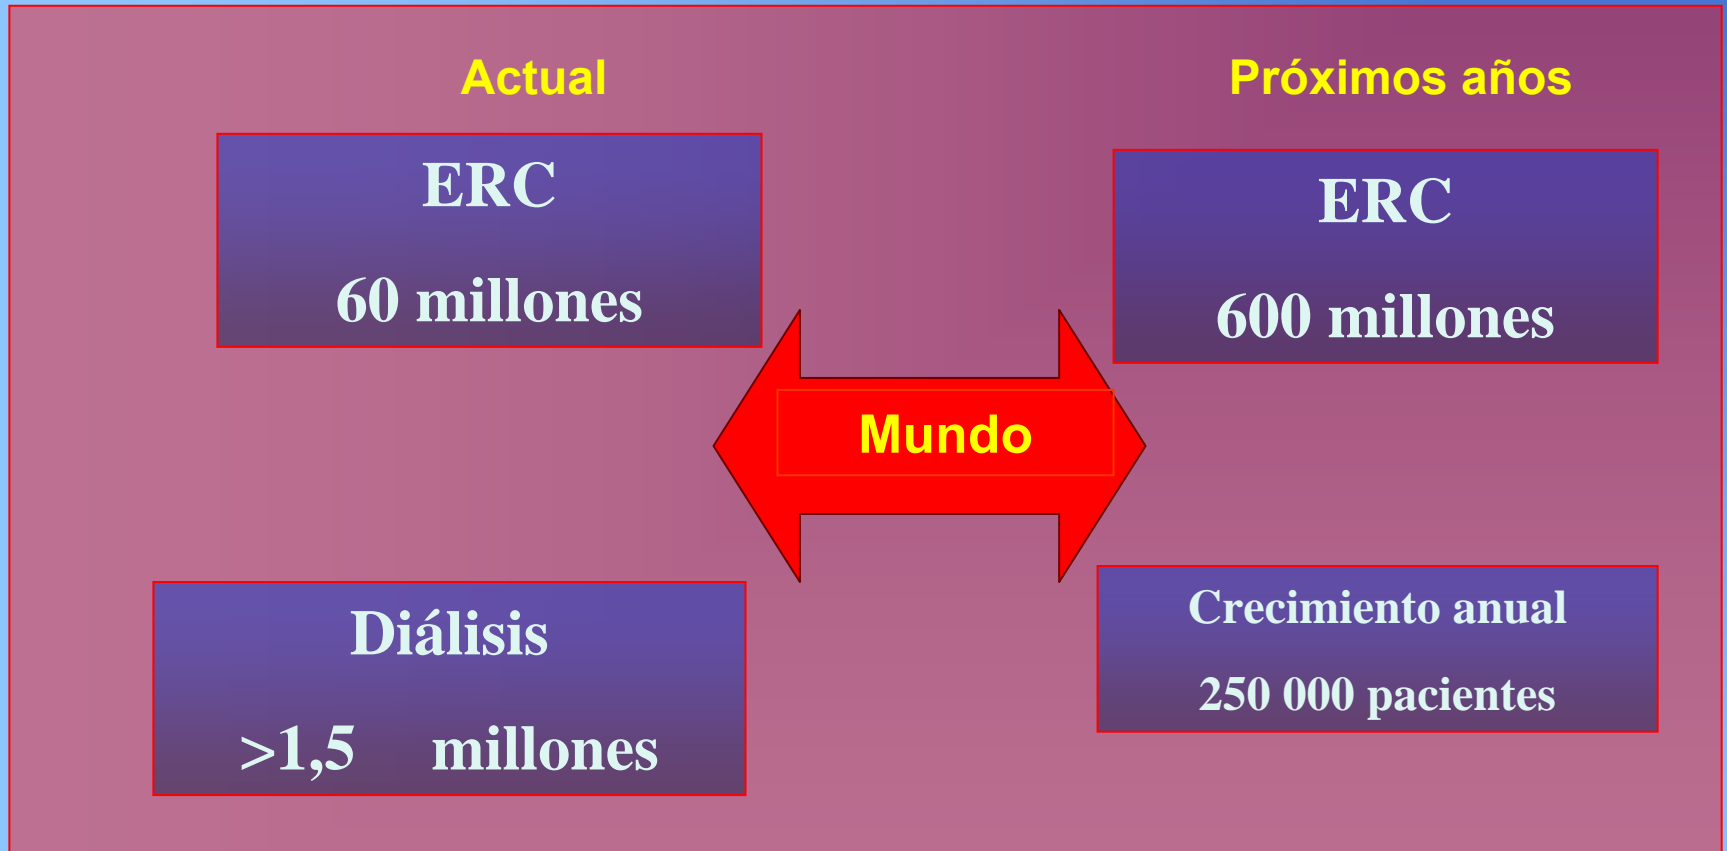 Actual
Próximos años
ERC
60 millones
ERC
600 millones
Mundo
Diálisis
>1,5 millones
Crecimiento anual
250 000 pacientes